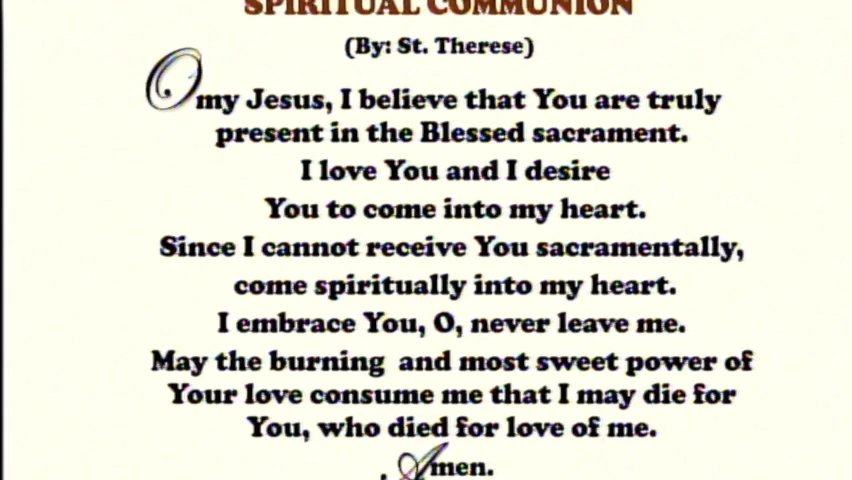 SPIRITUAL COMMUNION
(By: St. Therese)
O my Jesus, I believe that You are truly
present in the Blessed sacrament.
I love You and I desire
You to come into my heart.
Since I cannot receive You sacramentally,
come spiritually into my heart.
I embrace You, O, never leave me.
May the burning and most sweet power of
Your love consume me that I may die for
You, who died for love of me.
Amen.